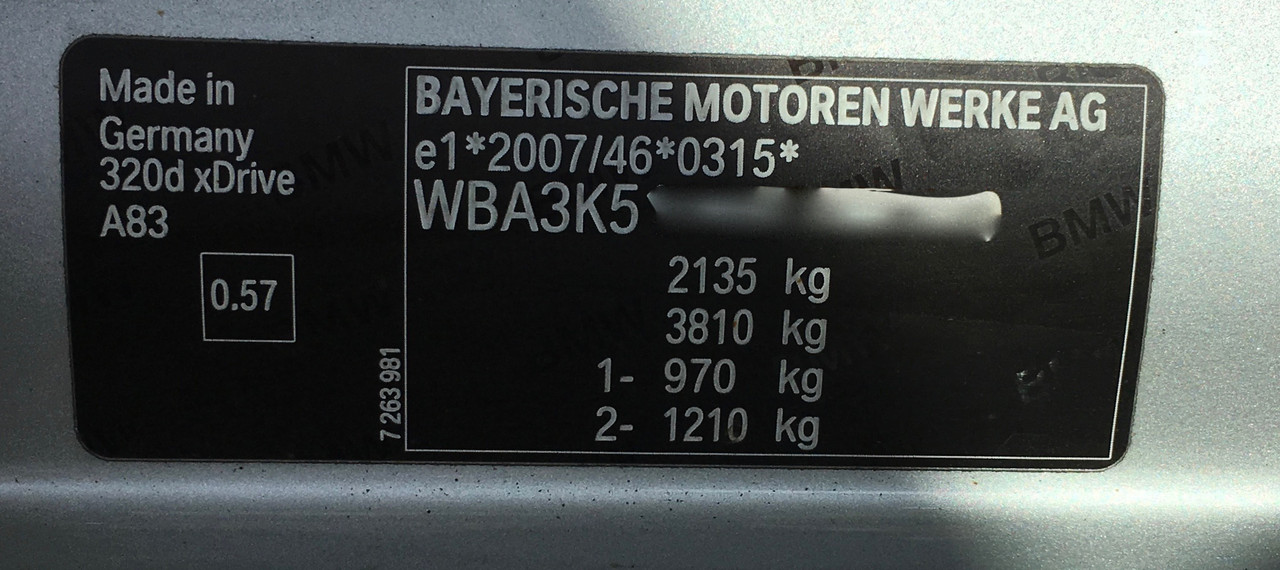 Made in
Germany
320d xDrive
A83
0.57
7 263 981
BAYERISCHE MOTOREN WERKE AG
e1*2007/46*0315*
WBA3K5
2135 kg
3810 kg
1- 970 kg
2- 1210 kg
BMW